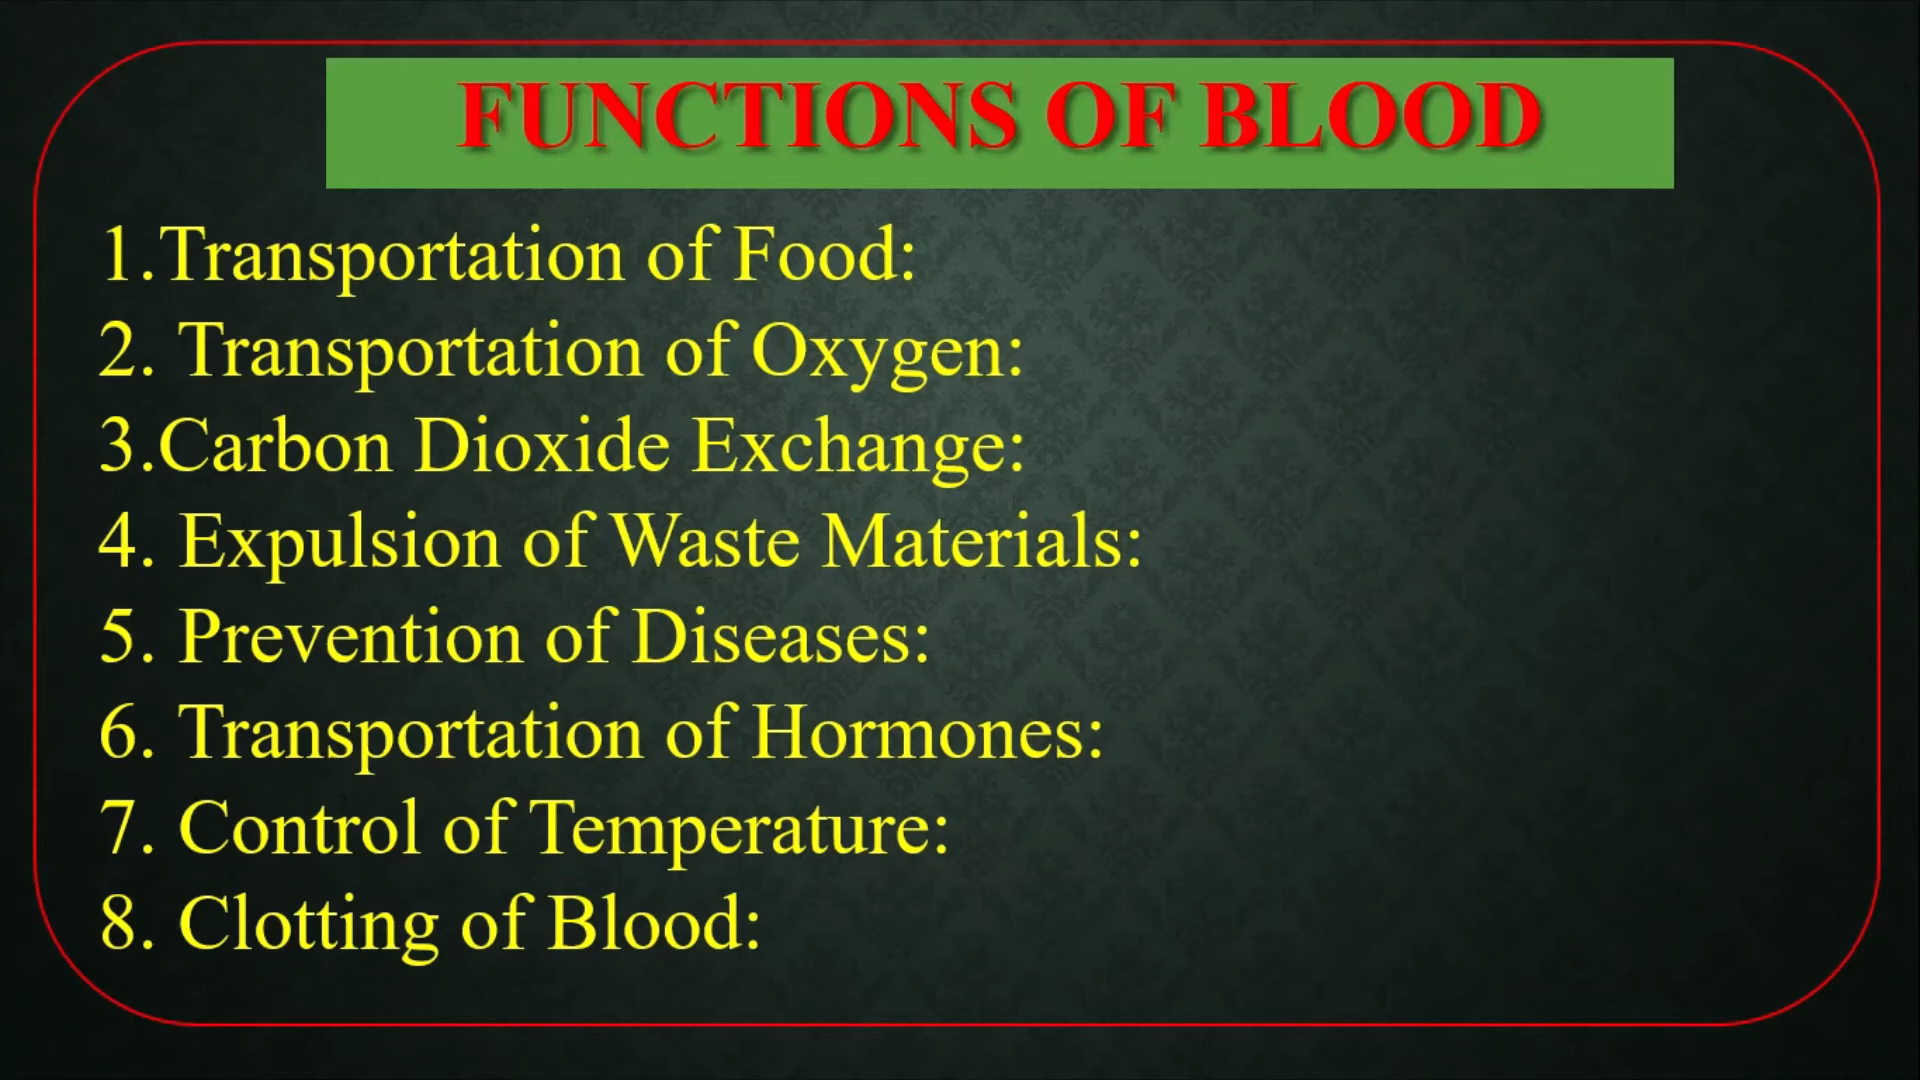 FUNCTIONS OF BLOOD
1.Transportation of Food:
2. Transportation of Oxygen:
3.Carbon Dioxide Exchange:
4. Expulsion of Waste Materials:
5. Prevention of Diseases:
6. Transportation of Hormones:
7. Control of Temperature:
8. Clotting of Blood: